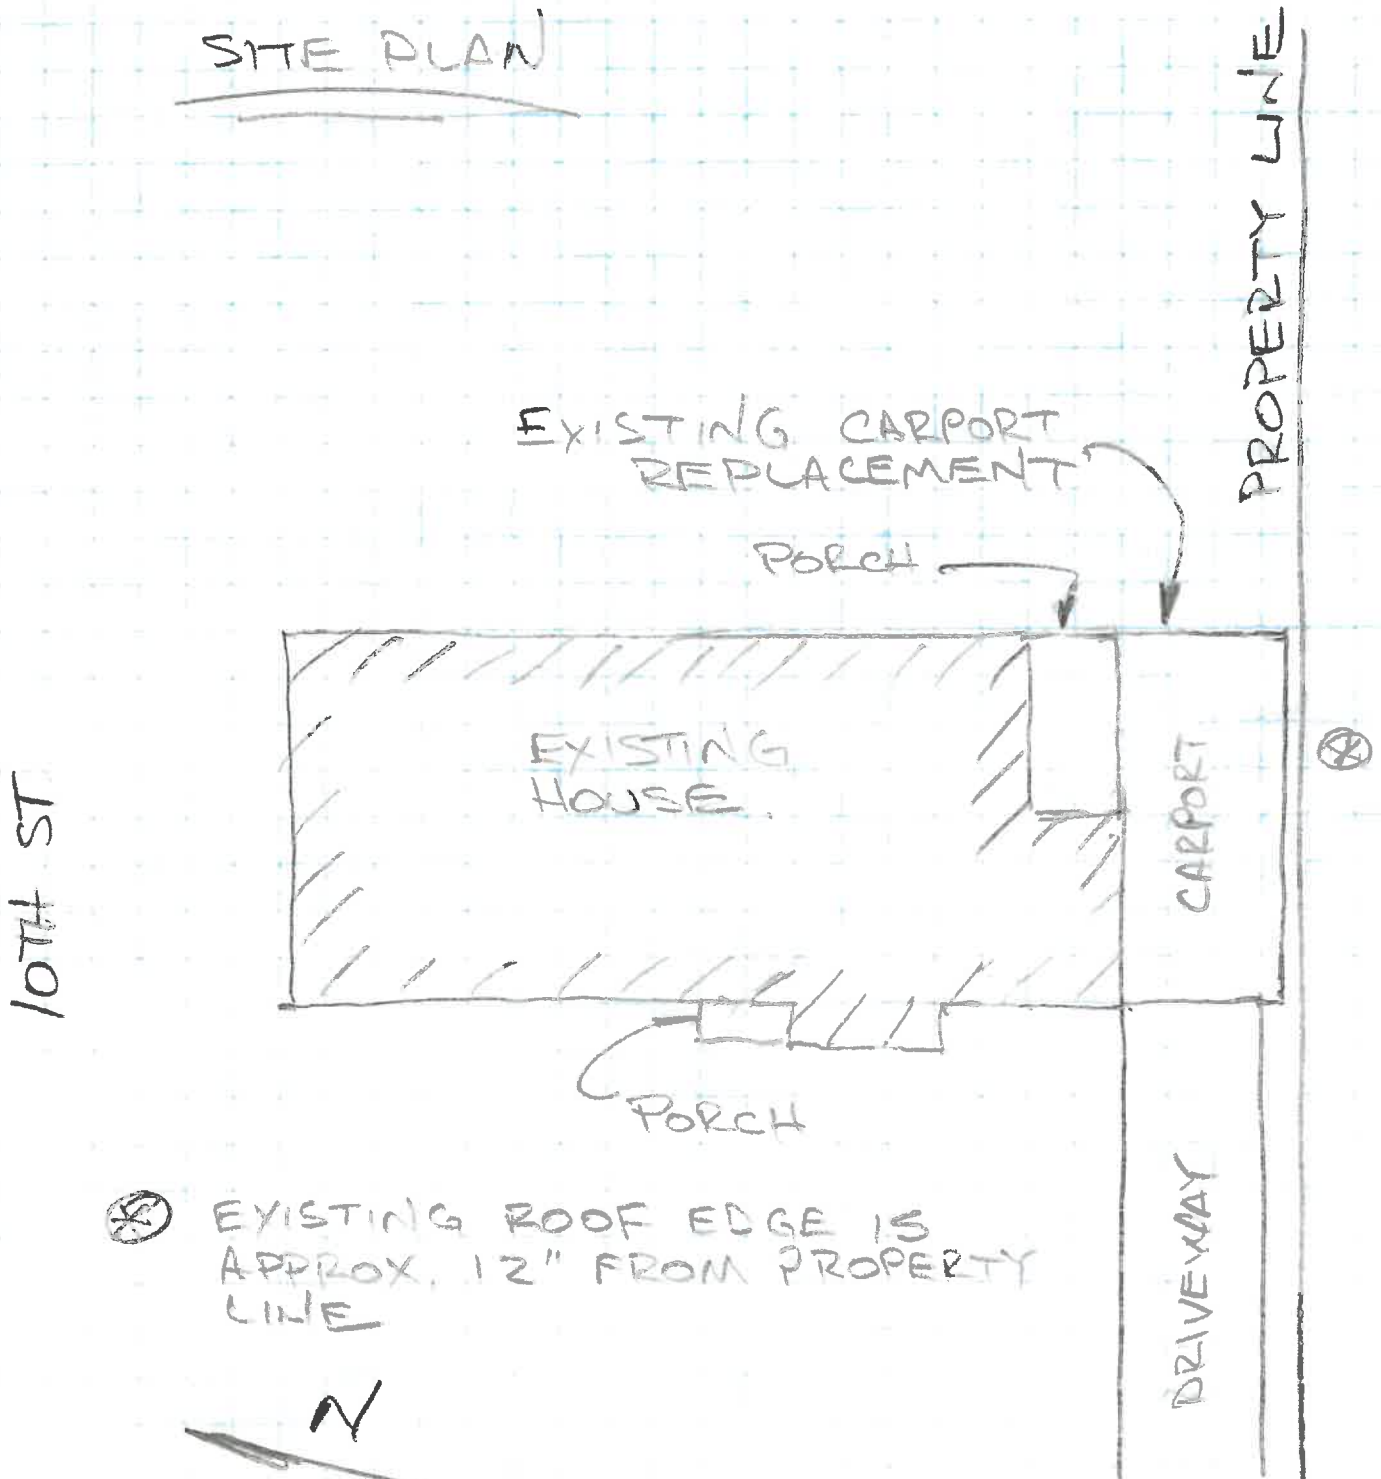 SITE PLAN
PROPERTY LINE
EXISTING CARPORT
REPLACEMENT
PORCH
EXISTING
HOUSE.
CARPORT
10TH ST
PORCH
DRIVEWAY
EXISTING ROOF EDGE IS
APPROX. 12" FROM PROPERTY
LINE
N